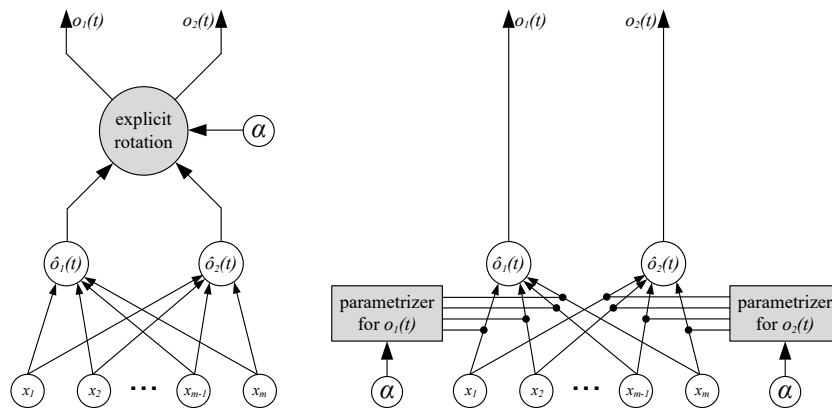 o₁(t) o₂(t)
explicit
rotation
α
ô₁(t) ô₂(t)
x₁ x₂ ... xₘ₋₁ xₘ
o₁(t) o₂(t)
ô₁(t) ô₂(t)
parametrizer
for o₁(t)
parametrizer
for o₂(t)
α x₁ x₂ ... xₘ₋₁ xₘ α